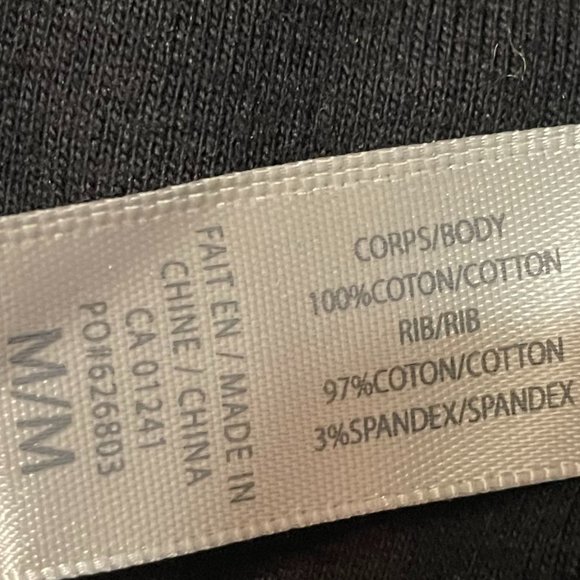 CORPS/BODY
100%COTON/COTTON
RIB/RIB
97%COTON/COTTON
3%SPANDEX/SPANDEX
FAIT EN / MADE IN
CHINE / CHINA
CA 01241
PO#626803
M/M